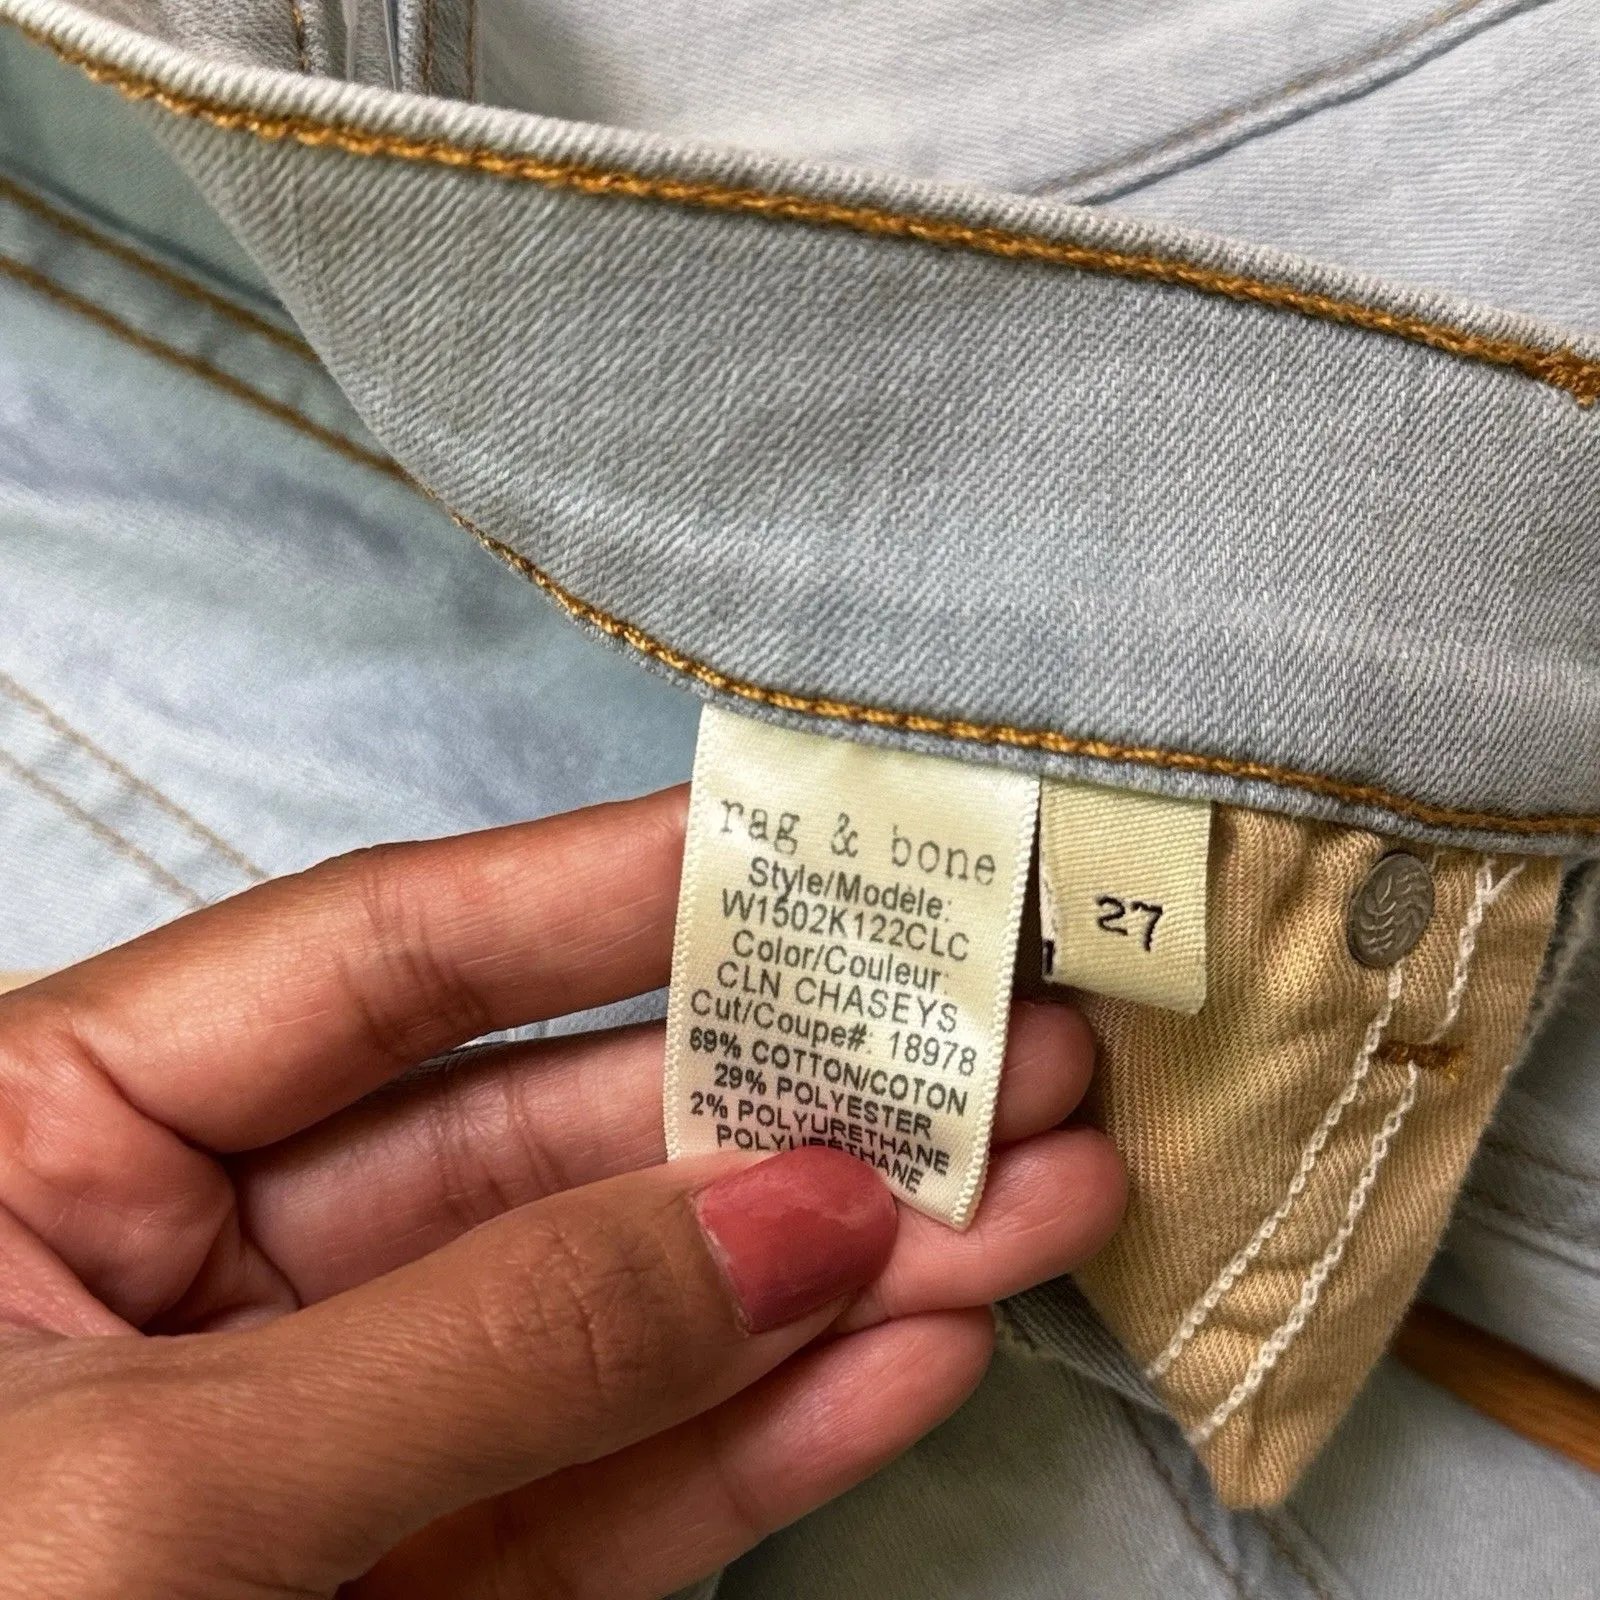 rag & bone
Style/Modèle:
W1502K122CLC
Color/Couleur:
CLN CHASEYS
Cut/Coupe#: 18978
69% COTTON/COTON
29% POLYESTER
2% POLYURETHANE
POLYURÉTHANE
27